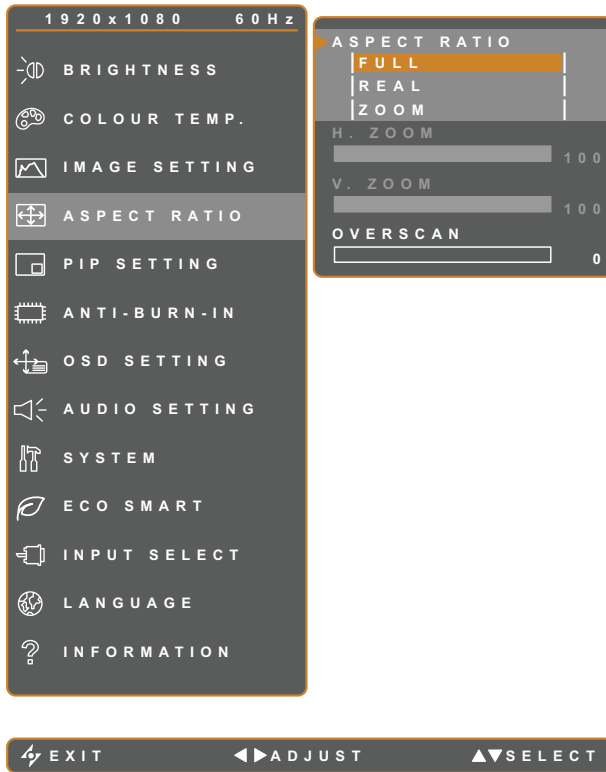 1920x1080 60Hz
BRIGHTNESS
COLOUR TEMP.
IMAGE SETTING
ASPECT RATIO
PIP SETTING
ANTI-BURN-IN
OSD SETTING
AUDIO SETTING
SYSTEM
ECO SMART
INPUT SELECT
LANGUAGE
INFORMATION
ASPECT RATIO
FULL
REAL
ZOOM
H. ZOOM
100
V. ZOOM
100
OVERSCAN
0
EXIT ADJUST SELECT